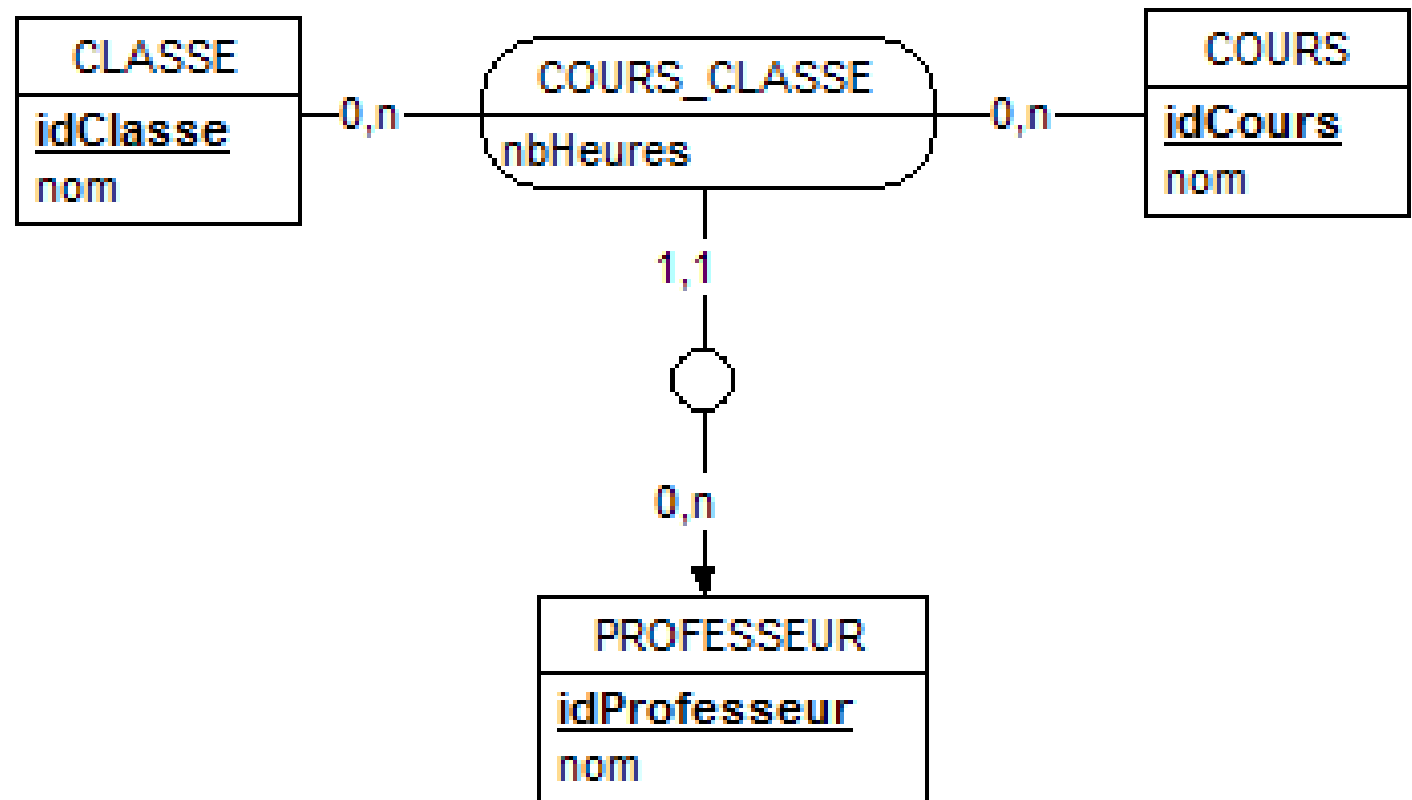 CLASSE
idClasse
nom
0,n
COURS_CLASSE
nbHeures
0,n
COURS
idCours
nom
1,1
0,n
PROFESSEUR
idProfesseur
nom